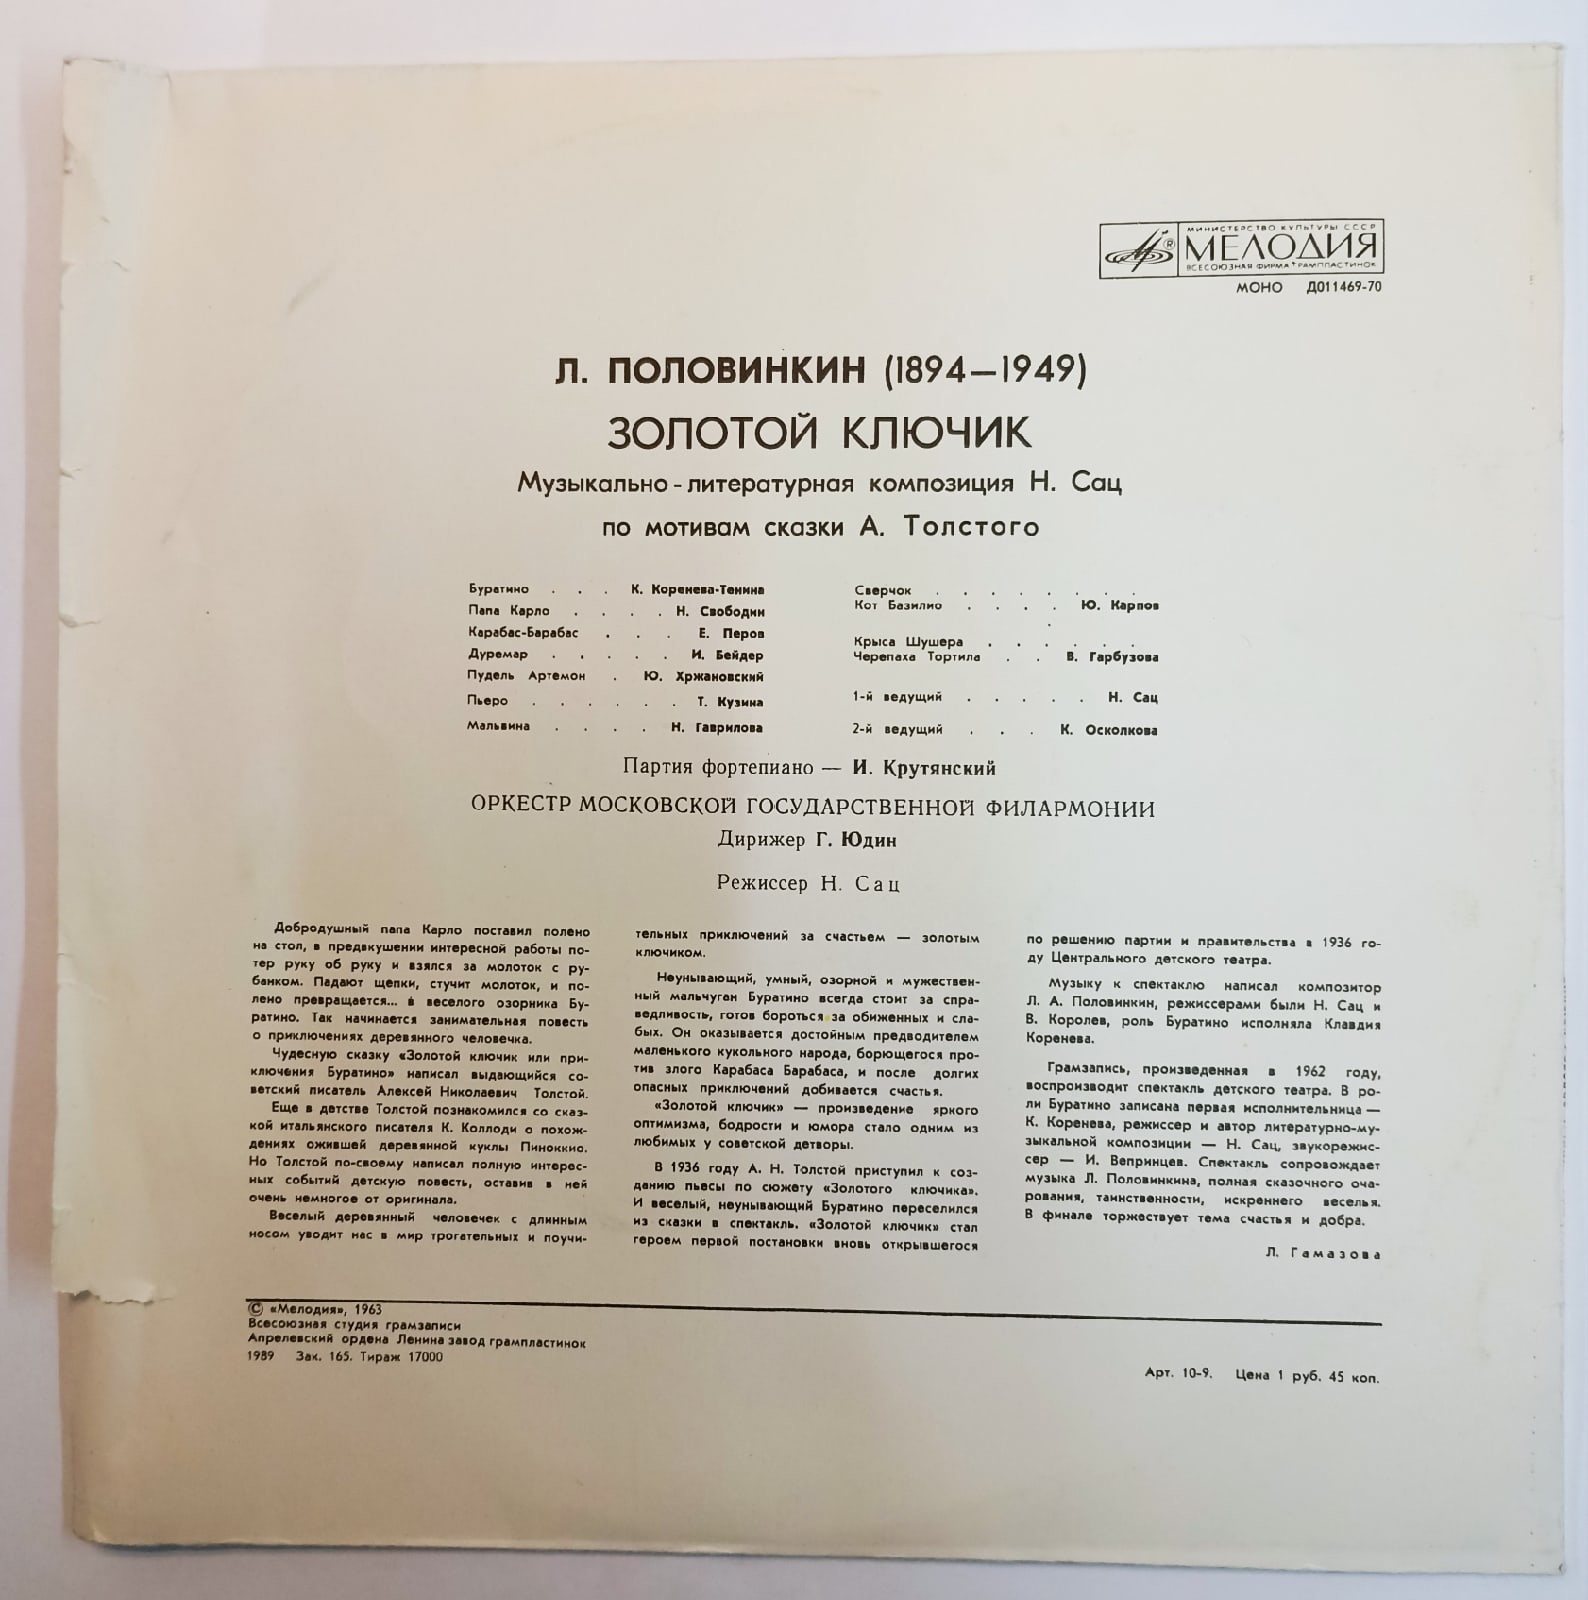 МИНИСТЕРСТВО КУЛЬТУРЫ СССР
МЕЛОДИЯ
ВСЕСОЮЗНАЯ ФИРМА ГРАМПЛАСТИНОК
МОНО Д011469-70
Л. ПОЛОВИНКИН (1894—1949)
ЗОЛОТОЙ КЛЮЧИК
Музыкально-литературная композиция Н. Сац
по мотивам сказки А. Толстого
Буратино . . . К. Коренева-Тенина
Папа Карло . . . . Н. Свободин
Карабас-Барабас . . . Е. Перов
Дуремар . . . . . И. Бейдер
Пудель Артемон . Ю. Хржановский
Пьеро . . . . . . Т. Кузина
Мальвина . . . . Н. Гаврилова
Сверчок . . . . . . .
Кот Базилио . . . . Ю. Карпов
Крыса Шушера . . . . . .
Черепаха Тортила . . В. Гарбузова
1-й ведущий . . . . . Н. Сац
2-й ведущий . . . К. Осколкова
Партия фортепиано — И. Крутянский
ОРКЕСТР МОСКОВСКОЙ ГОСУДАРСТВЕННОЙ ФИЛАРМОНИИ
Дирижер Г. Юдин
Режиссер Н. Сац
Добродушный папа Карло поставил полено
на стол, в предвкушении интересной работы по-
тер руку об руку и взялся за молоток с ру-
банком. Падают щепки, стучит молоток, и по-
лено превращается... в веселого озорника Бу-
ратино. Так начинается занимательная повесть
о приключениях деревянного человечка.
Чудесную сказку «Золотой ключик или при-
ключения Буратино» написал выдающийся со-
ветский писатель Алексей Николаевич Толстой.
Еще в детстве Толстой познакомился со сказ-
кой итальянского писателя К. Коллоди о похож-
дениях ожившей деревянной куклы Пиноккио.
Но Толстой по-своему написал полную интерес-
ных событий детскую повесть, оставив в ней
очень немногое от оригинала.
Веселый деревянный человечек с длинным
носом уводит нас в мир трогательных и поучи-
тельных приключений за счастьем — золотым
ключиком.
Неунывающий, умный, озорной и мужествен-
ный мальчуган Буратино всегда стоит за спра-
ведливость, готов бороться за обиженных и сла-
бых. Он оказывается достойным предводителем
маленького кукольного народа, борющегося про-
тив злого Карабаса Барабаса, и после долгих
опасных приключений добивается счастья.
«Золотой ключик» — произведение яркого
оптимизма, бодрости и юмора стало одним из
любимых у советской детворы.
В 1936 году А. Н. Толстой приступил к соз-
данию пьесы по сюжету «Золотого ключика».
И веселый, неунывающий Буратино переселился
из сказки в спектакль. «Золотой ключик» стал
героем первой постановки вновь открывшегося
по решению партии и правительства в 1936 го-
ду Центрального детского театра.
Музыку к спектаклю написал композитор
Л. А. Половинкин, режиссерами были Н. Сац и
В. Королев, роль Буратино исполняла Клавдия
Коренева.
Грамзапись, произведенная в 1962 году,
воспроизводит спектакль детского театра. В ро-
ли Буратино записана первая исполнительница —
К. Коренева, режиссер и автор литературно-му-
зыкальной композиции — Н. Сац, звукорежис-
сер — И. Вепринцев. Спектакль сопровождает
музыка Л. Половинкина, полная сказочного оча-
рования, таинственности, искреннего веселья.
В финале торжествует тема счастья и добра.
Л. Гамазова
© «Мелодия», 1963
Всесоюзная студия грамзаписи
Апрелевский ордена Ленина завод грампластинок
1989 Зак. 165. Тираж 17000
Арт. 10-9. Цена 1 руб. 45 коп.